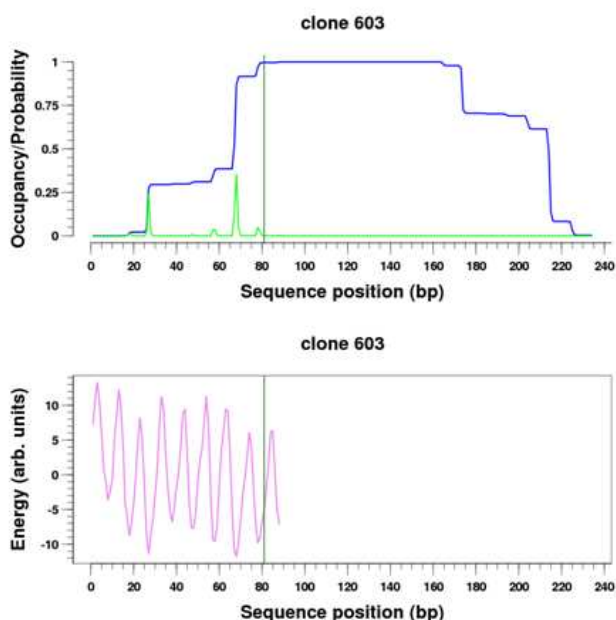 clone 603
Occupancy/Probability
1
0.75
0.5
0.25
0
0 20 40 60 80 100 120 140 160 180 200 220 240
Sequence position (bp)
clone 603
Energy (arb. units)
10
5
0
-5
-10
0 20 40 60 80 100 120 140 160 180 200 220 240
Sequence position (bp)